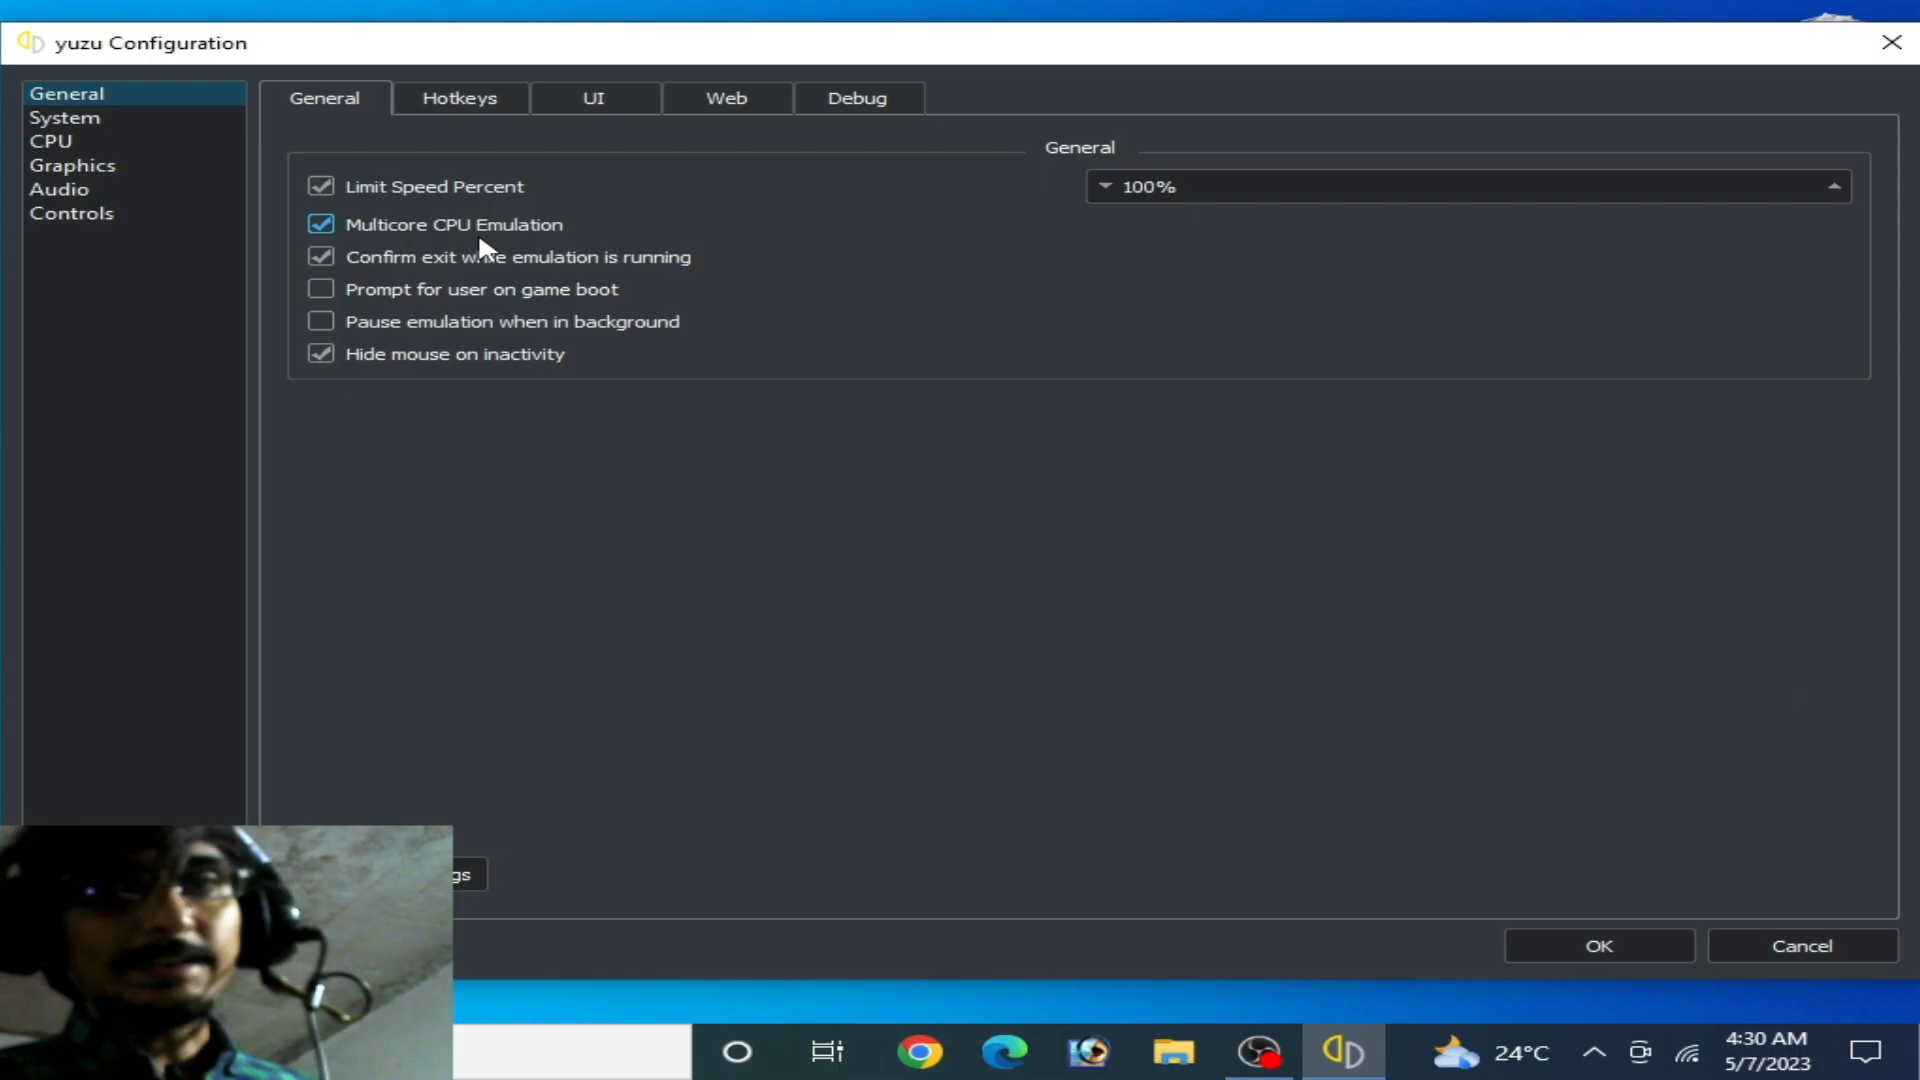 yuzu Configuration
General
System
CPU
Graphics
Audio
Controls
General
Hotkeys
UI
Web
Debug
General
Limit Speed Percent
100%
Multicore CPU Emulation
Confirm exit while emulation is running
Prompt for user on game boot
Pause emulation when in background
Hide mouse on inactivity
gs
OK
Cancel
24°C
4:30 AM
5/7/2023